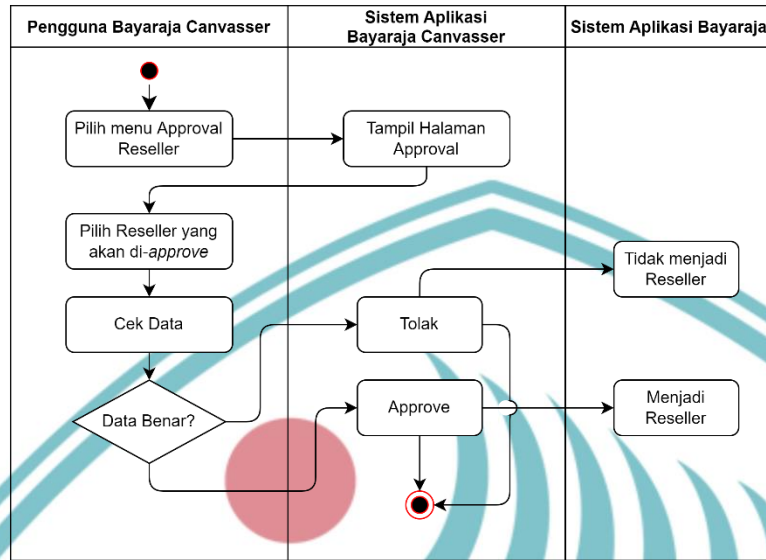 Pengguna Bayaraja Canvasser
Sistem Aplikasi
Bayaraja Canvasser
Sistem Aplikasi Bayaraja
Pilih menu Approval
Reseller
Tampil Halaman
Approval
Pilih Reseller yang
akan di-approve
Tidak menjadi
Reseller
Cek Data
Tolak
Data Benar?
Approve
Menjadi
Reseller